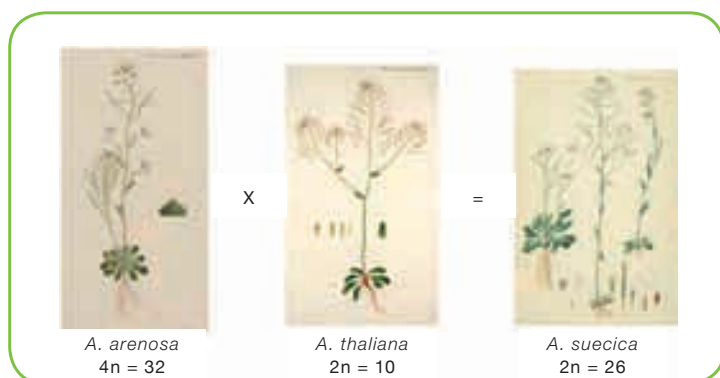 X
=
A. arenosa
4n = 32
A. thaliana
2n = 10
A. suecica
2n = 26